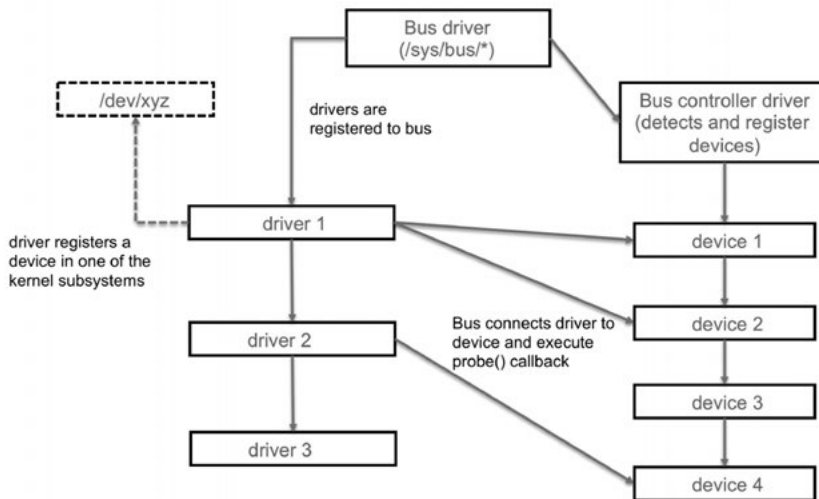 Bus driver
(/sys/bus/*)
/dev/xyz
drivers are
registered to bus
Bus controller driver
(detects and register
devices)
driver 1
device 1
driver registers a
device in one of the
kernel subsystems
device 2
Bus connects driver to
device and execute
probe() callback
driver 2
device 3
driver 3
device 4